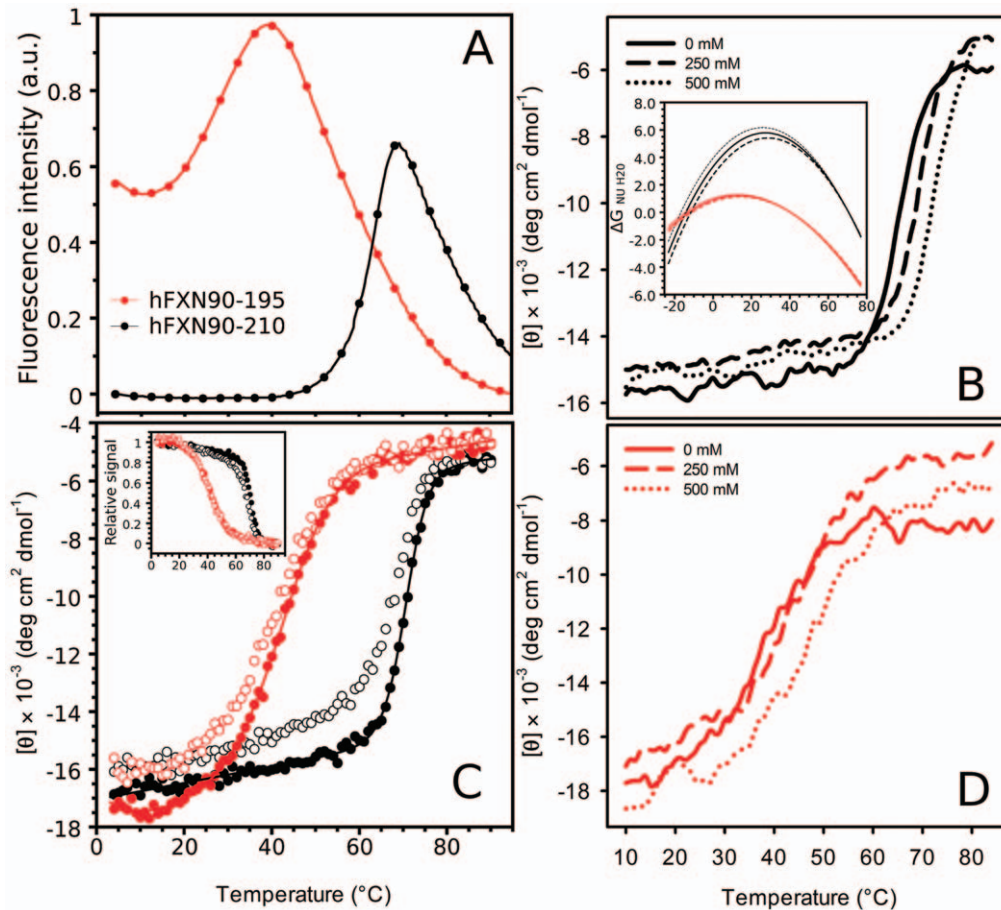 A
Fluorescence intensity (a.u.)
1
0.8
0.6
0.4
0.2
0
hFXN90-195
hFXN90-210
B
[θ] × 10⁻³ (deg cm² dmol⁻¹)
-6
-8
-10
-12
-14
-16
0 mM
250 mM
500 mM
ΔG NU H20
8.0
6.0
4.0
2.0
0.0
-2.0
-4.0
-6.0
-20 0 20 40 60 80
C
[θ] × 10⁻³ (deg cm² dmol⁻¹)
-4
-6
-8
-10
-12
-14
-16
-18
Relative signal
1
0.8
0.6
0.4
0.2
0
0 20 40 60 80
0 20 40 60 80
Temperature (°C)
D
[θ] × 10⁻³ (deg cm² dmol⁻¹)
-6
-8
-10
-12
-14
-16
-18
0 mM
250 mM
500 mM
10 20 30 40 50 60 70 80
Temperature (°C)